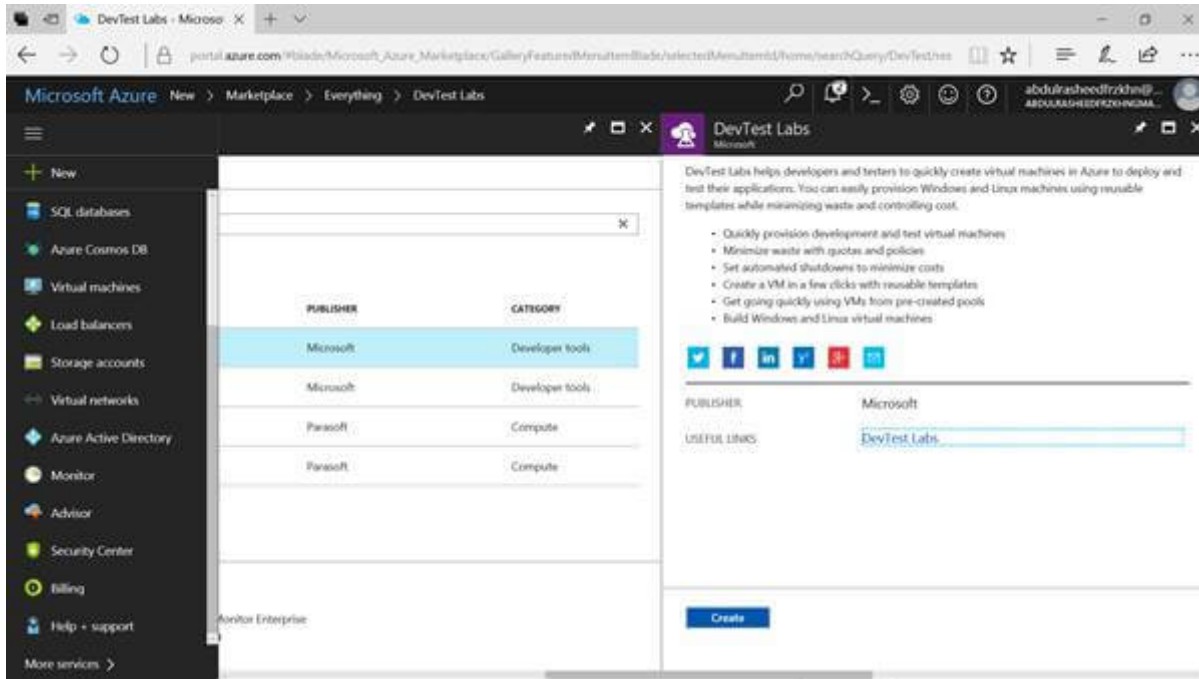 DevTest Labs - Microso
Microsoft Azure New > Marketplace > Everything > DevTest Labs
abdulrasheedfrzkhn@...
New
SQL databases
Azure Cosmos DB
Virtual machines
Load balancers
Storage accounts
Virtual networks
Azure Active Directory
Monitor
Advisor
Security Center
Billing
Help + support
More services >
PUBLISHER CATEGORY
Microsoft Developer tools
Microsoft Developer tools
Parasoft Compute
Parasoft Compute
Monitor Enterprise
DevTest Labs
Microsoft
DevTest Labs helps developers and testers to quickly create virtual machines in Azure to deploy and
test their applications. You can easily provision Windows and Linux machines using reusable
templates while minimizing waste and controlling cost.
• Quickly provision development and test virtual machines
• Minimize waste with quotas and policies
• Set automated shutdowns to minimize costs
• Create a VM in a few clicks with reusable templates
• Get going quickly using VMs from pre-created pools
• Build Windows and Linux virtual machines
PUBLISHER Microsoft
USEFUL LINKS DevTest Labs
Create